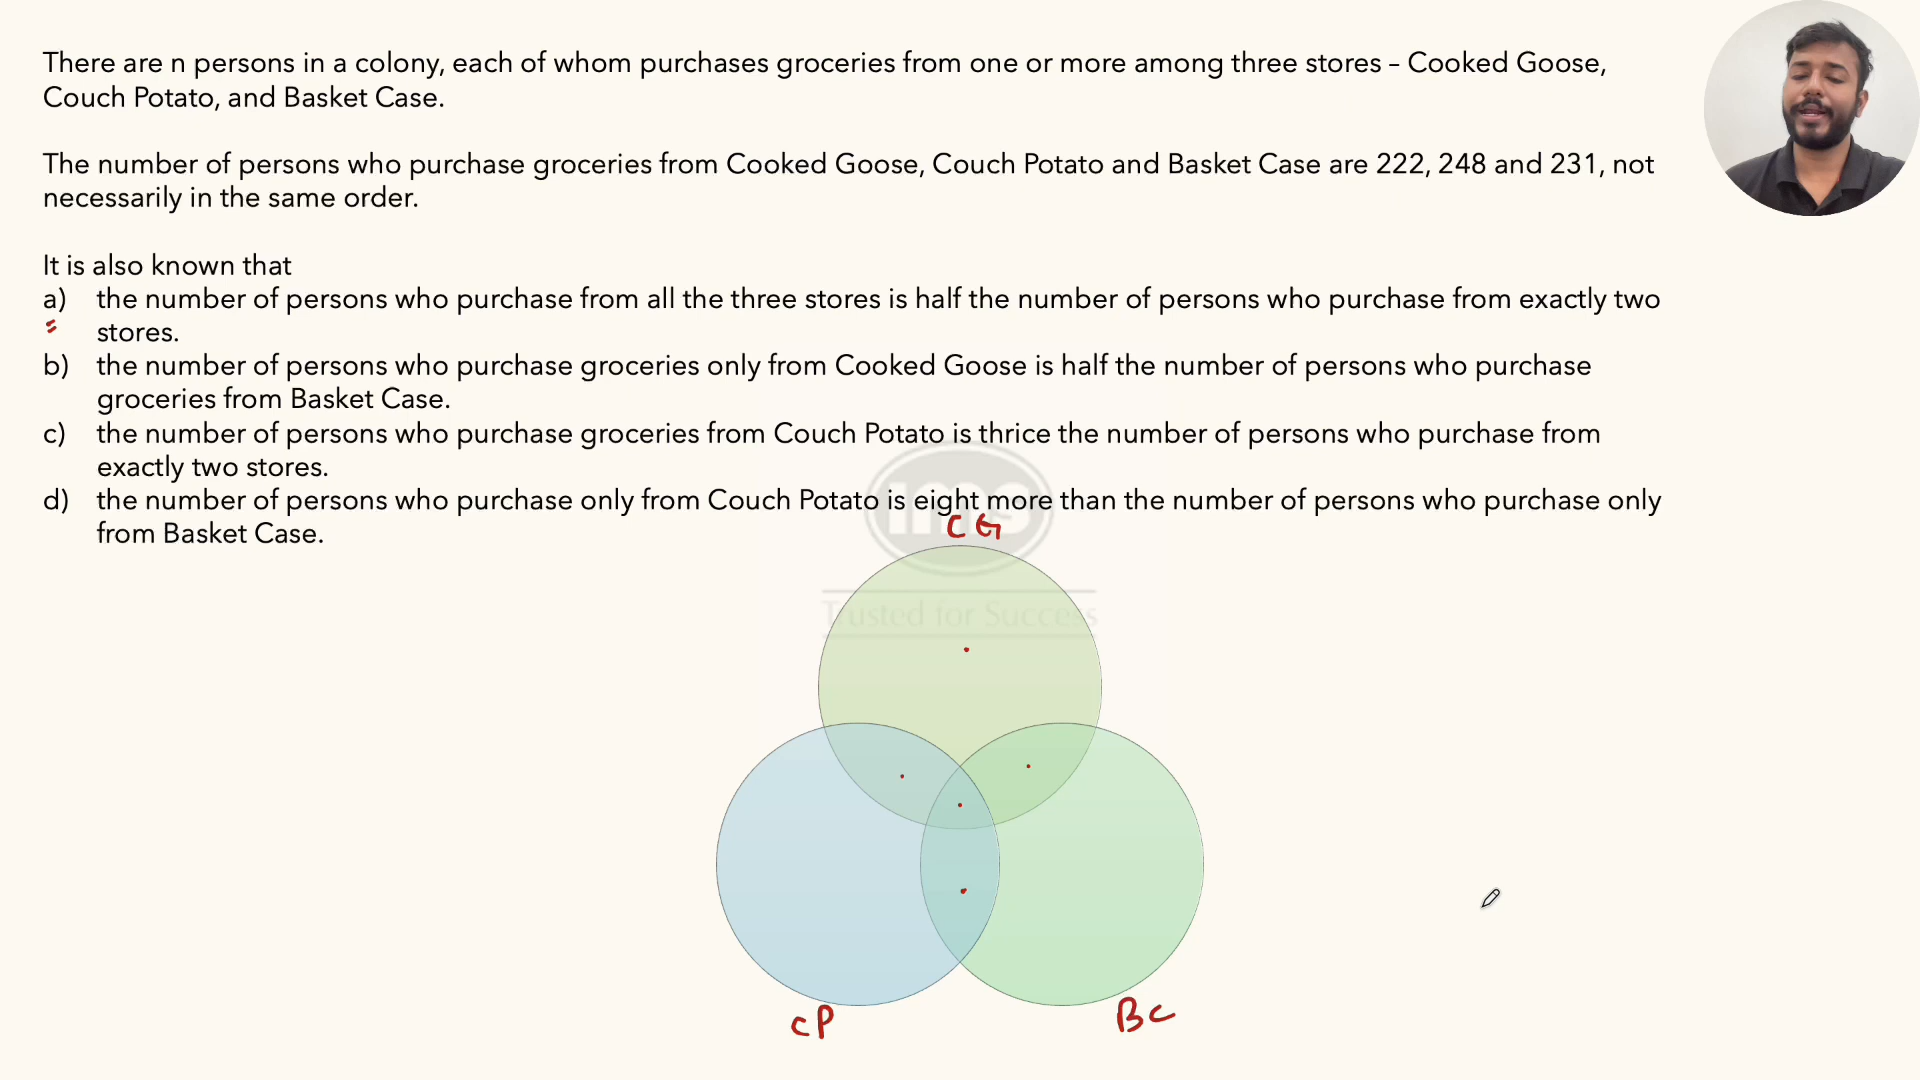 There are n persons in a colony, each of whom purchases groceries from one or more among three stores – Cooked Goose,
Couch Potato, and Basket Case.
The number of persons who purchase groceries from Cooked Goose, Couch Potato and Basket Case are 222, 248 and 231, not
necessarily in the same order.
It is also known that
a) the number of persons who purchase from all the three stores is half the number of persons who purchase from exactly two
stores.
b) the number of persons who purchase groceries only from Cooked Goose is half the number of persons who purchase
groceries from Basket Case.
c) the number of persons who purchase groceries from Couch Potato is thrice the number of persons who purchase from
exactly two stores.
d) the number of persons who purchase only from Couch Potato is eight more than the number of persons who purchase only
from Basket Case.
ims
CG
Trusted for Success
CP
BC